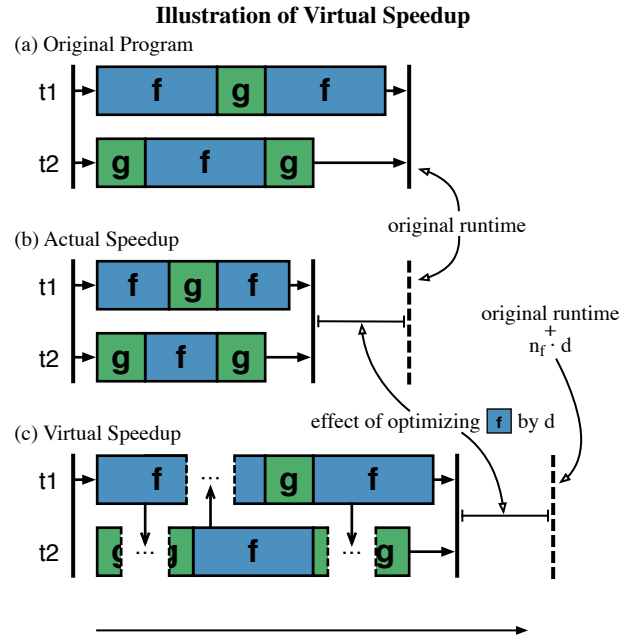 Illustration of Virtual Speedup
(a) Original Program
t1
f
g
f
t2
g
f
g
original runtime
(b) Actual Speedup
t1
f
g
f
t2
g
f
g
original runtime
+
n_f · d
effect of optimizing f by d
(c) Virtual Speedup
t1
f
...
g
f
t2
g
...
g
f
...
g